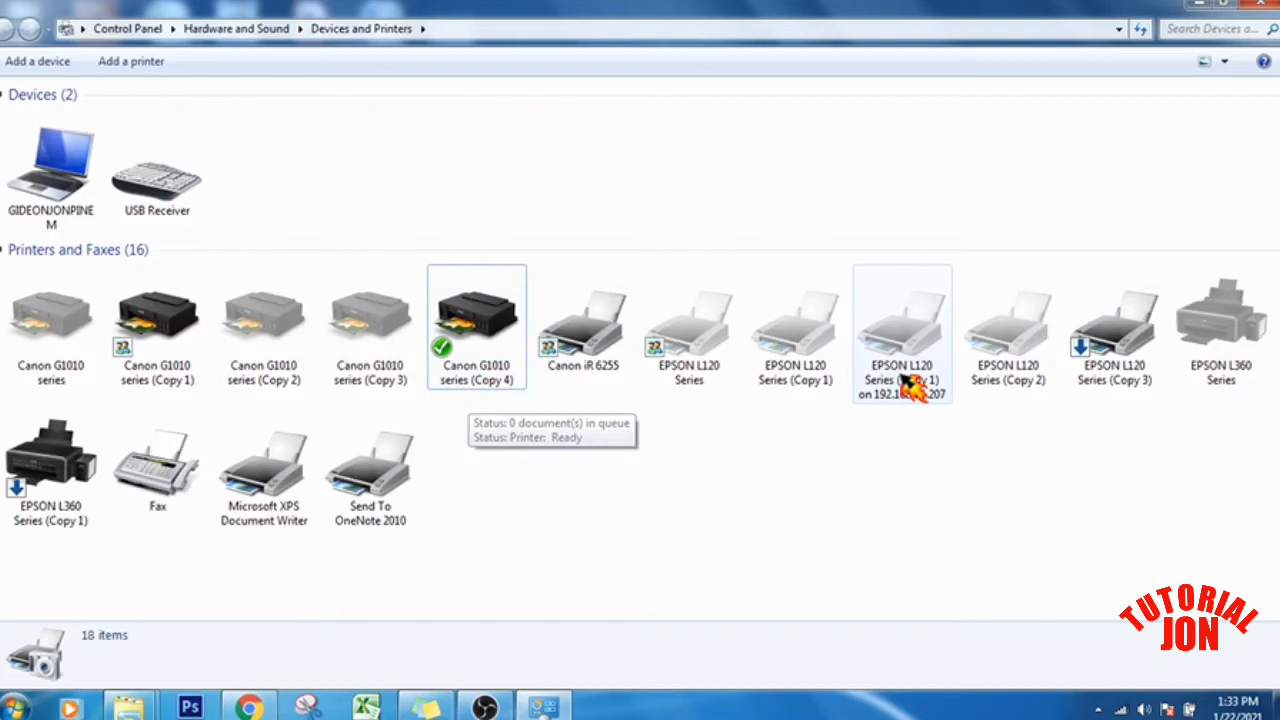 Control Panel
Hardware and Sound
Devices and Printers
Search Devices a...
Add a device
Add a printer
Devices (2)
GIDEONJONPINE
M
USB Receiver
Printers and Faxes (16)
Canon G1010
series
Canon G1010
series (Copy 1)
Canon G1010
series (Copy 2)
Canon G1010
series (Copy 3)
Canon G1010
series (Copy 4)
Canon iR 6255
EPSON L120
Series
EPSON L120
Series (Copy 1)
EPSON L120
Series 1)
on 207
EPSON L120
Series (Copy 2)
EPSON L120
Series (Copy 3)
EPSON L360
Series
Status: 0 document(s) in queue
Status: Printer: Ready
EPSON L360
Series (Copy 1)
Fax
Microsoft XPS
Document Writer
Send To
OneNote 2010
TUTORIAL
JON
18 items
Ps
1:33 PM
1/22/2021